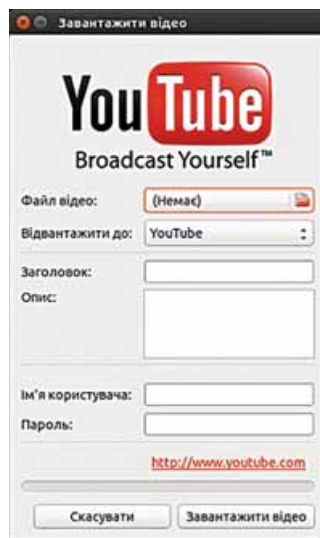 Завантажити відео
YouTube
Broadcast Yourself™
Файл відео: (Немає)
Відвантажити до: YouTube
Заголовок:
Опис:
Ім'я користувача:
Пароль:
http://www.youtube.com
Скасувати Завантажити відео